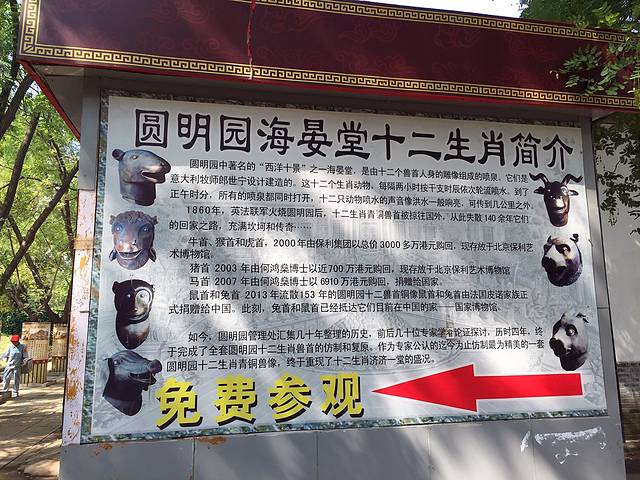 圆明园海晏堂十二生肖简介
圆明园中著名的“西洋十景”之一海晏堂，是由十二个兽首人身的雕像组成的喷泉。它们是
意大利牧师郎世宁设计建造的。这十二个生肖动物，每隔两小时按干支时辰依次轮流喷水。到了
正午时分，所有的喷泉都同时打开，十二只动物喷水的声音像洪水一般响亮，可传到几公里之外。
1860年，英法联军火烧圆明园后，十二生肖青铜兽首被掠往国外，从此失散140余年它们
的回家之路，充满坎坷和传奇……
牛首、猴首和虎首，2000年由保利集团以总价3000多万港元购回，现存放于北京保利艺
术博物馆。
猪首 2003年由何鸿燊博士以近700万港元购回，现存放于北京保利艺术博物馆
马首 2007年由何鸿燊博士以6910万港元购回，捐赠给国家。
鼠首和兔首 2013年流散153年的圆明园十二兽首铜像鼠首和兔首由法国皮诺家族正
式捐赠给中国。此刻，兔首和鼠首已经抵达它们目前在中国的家——国家博物馆。
如今，圆明园管理处汇集几十年整理的历史，前后几十位专家学者论证探讨，历时四年，终
于完成了全套圆明园十二生肖兽首的仿制和复原。作为专家公认的迄今为止仿制最为精美的一套
圆明园十二生肖青铜兽像，终于重现了十二生肖济济一堂的盛况。
免费参观